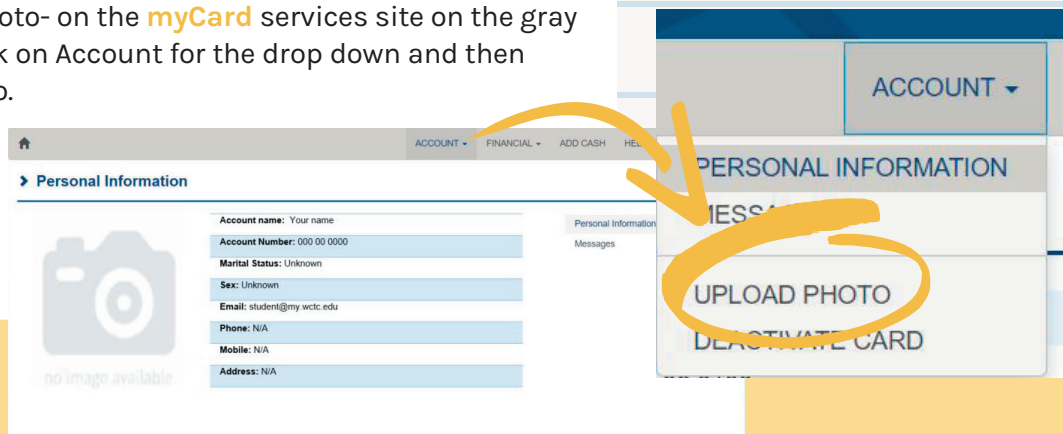 oto- on the myCard services site on the gray
k on Account for the drop down and then
o.
ACCOUNT FINANCIAL ADD CASH
Personal Information
Account name: Your name
Account Number: 000 00 0000
Marital Status: Unknown
Sex: Unknown
Email: student@my.wctc.edu
Phone: N/A
Mobile: N/A
Address: N/A
no image available
Personal Information
Messages
ACCOUNT
PERSONAL INFORMATION
UPLOAD PHOTO
DEACTIVATE CARD